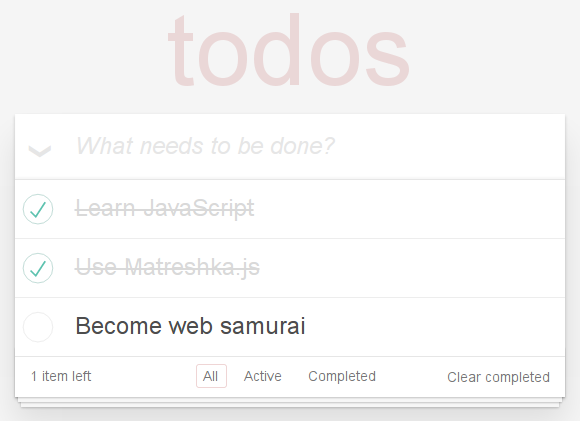 todos
What needs to be done?
Learn JavaScript
Use Matreshka.js
Become web samurai
1 item left All Active Completed Clear completed